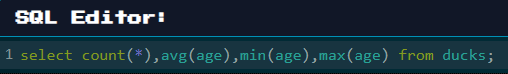 SQL Editor:
1 select count(*),avg(age),min(age),max(age) from ducks;